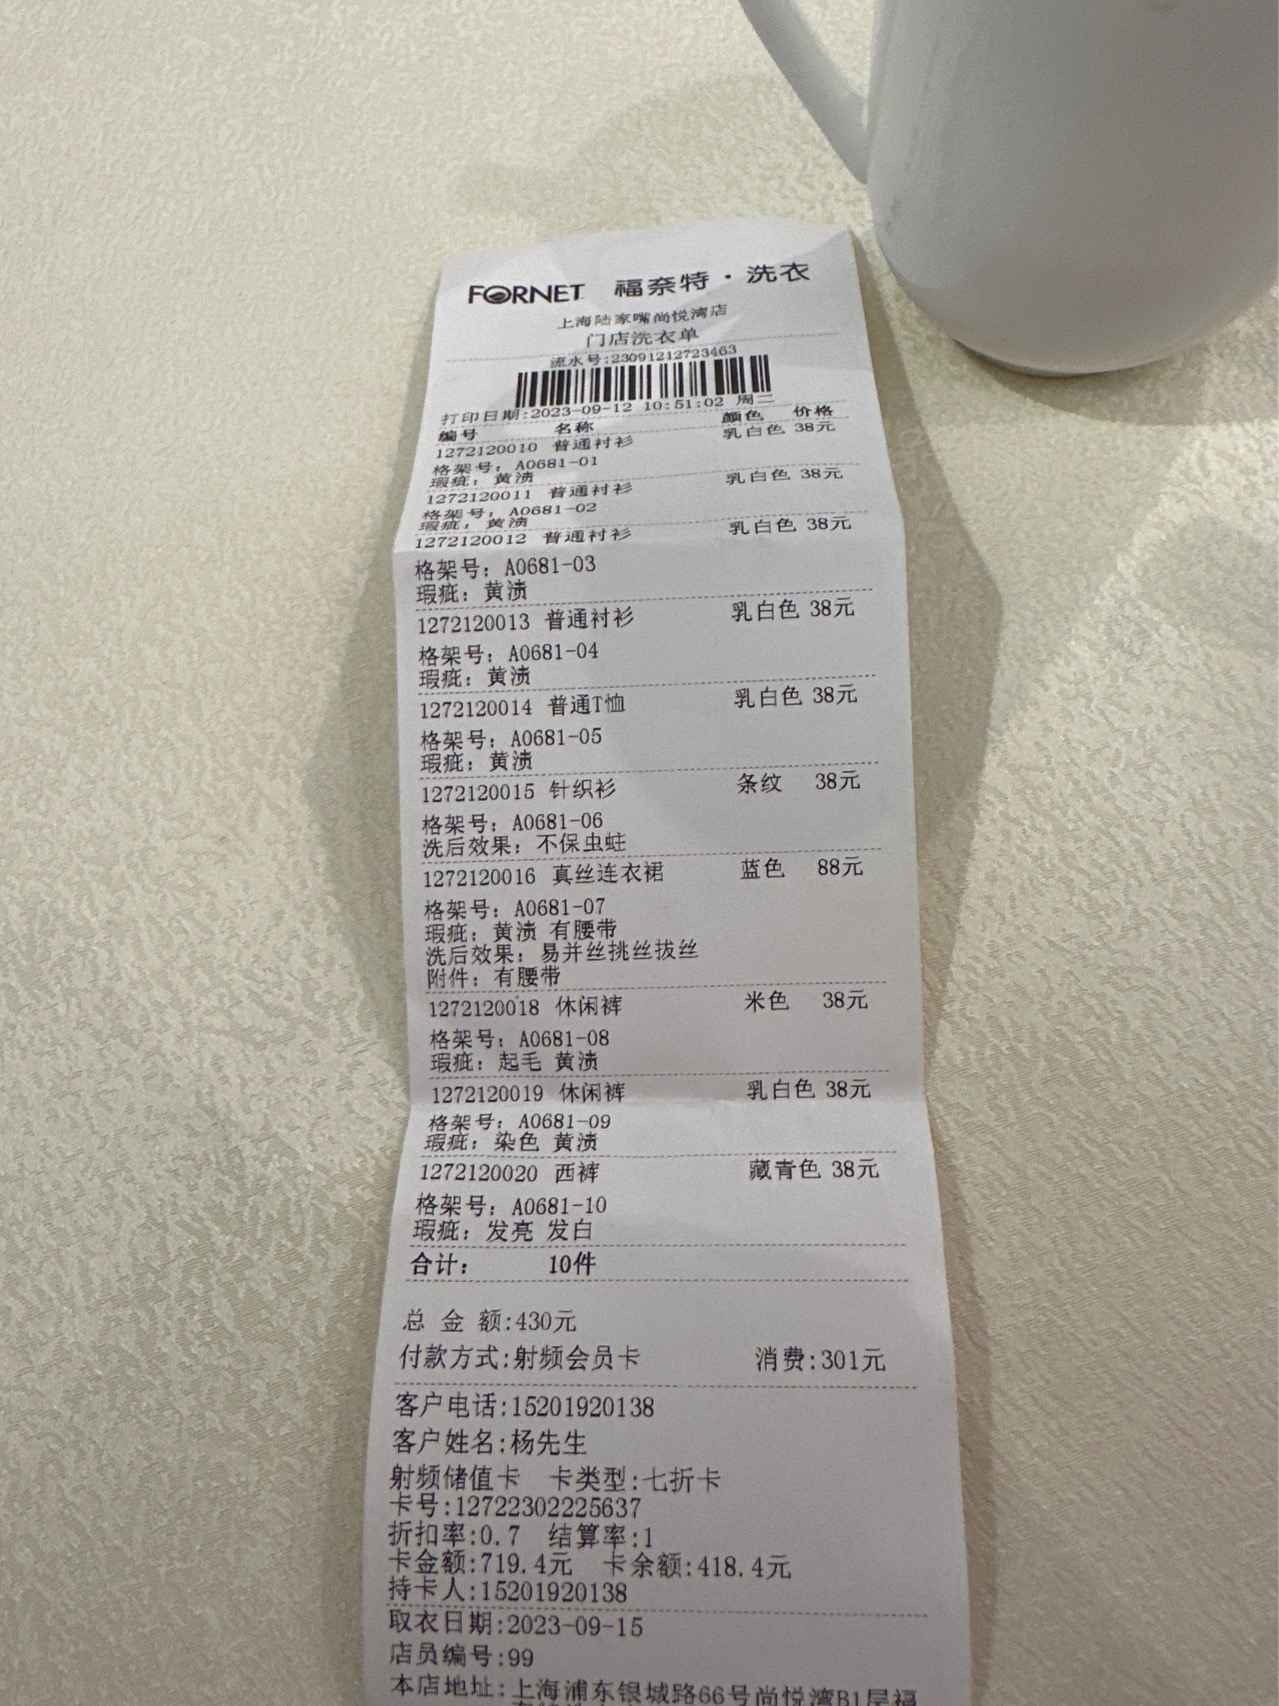 FORNET 福奈特·洗衣
上海陆家嘴尚悦湾店
门店洗衣单
流水号:23091212723463
打印日期:2023-09-12 10:51:02 周二
编号 名称 颜色 价格
1272120010 普通衬衫 乳白色 38元
格架号: A0681-01
瑕疵: 黄渍
1272120011 普通衬衫 乳白色 38元
格架号: A0681-02
瑕疵: 黄渍
1272120012 普通衬衫 乳白色 38元
格架号: A0681-03
瑕疵: 黄渍
1272120013 普通衬衫 乳白色 38元
格架号: A0681-04
瑕疵: 黄渍
1272120014 普通T恤 乳白色 38元
格架号: A0681-05
瑕疵: 黄渍
1272120015 针织衫 条纹 38元
格架号: A0681-06
洗后效果: 不保虫蛀
1272120016 真丝连衣裙 蓝色 88元
格架号: A0681-07
瑕疵: 黄渍 有腰带
洗后效果: 易并丝挑丝拔丝
附件: 有腰带
1272120018 休闲裤 米色 38元
格架号: A0681-08
瑕疵: 起毛 黄渍
1272120019 休闲裤 乳白色 38元
格架号: A0681-09
瑕疵: 染色 黄渍
1272120020 西裤 藏青色 38元
格架号: A0681-10
瑕疵: 发亮 发白
合计: 10件
总 金 额:430元
付款方式:射频会员卡 消费:301元
客户电话:15201920138
客户姓名:杨先生
射频储值卡 卡类型:七折卡
卡号:12722302225637
折扣率:0.7 结算率:1
卡金额:719.4元 卡余额:418.4元
持卡人:15201920138
取衣日期:2023-09-15
店员编号:99
本店地址:上海浦东银城路66号尚悦湾B1层福